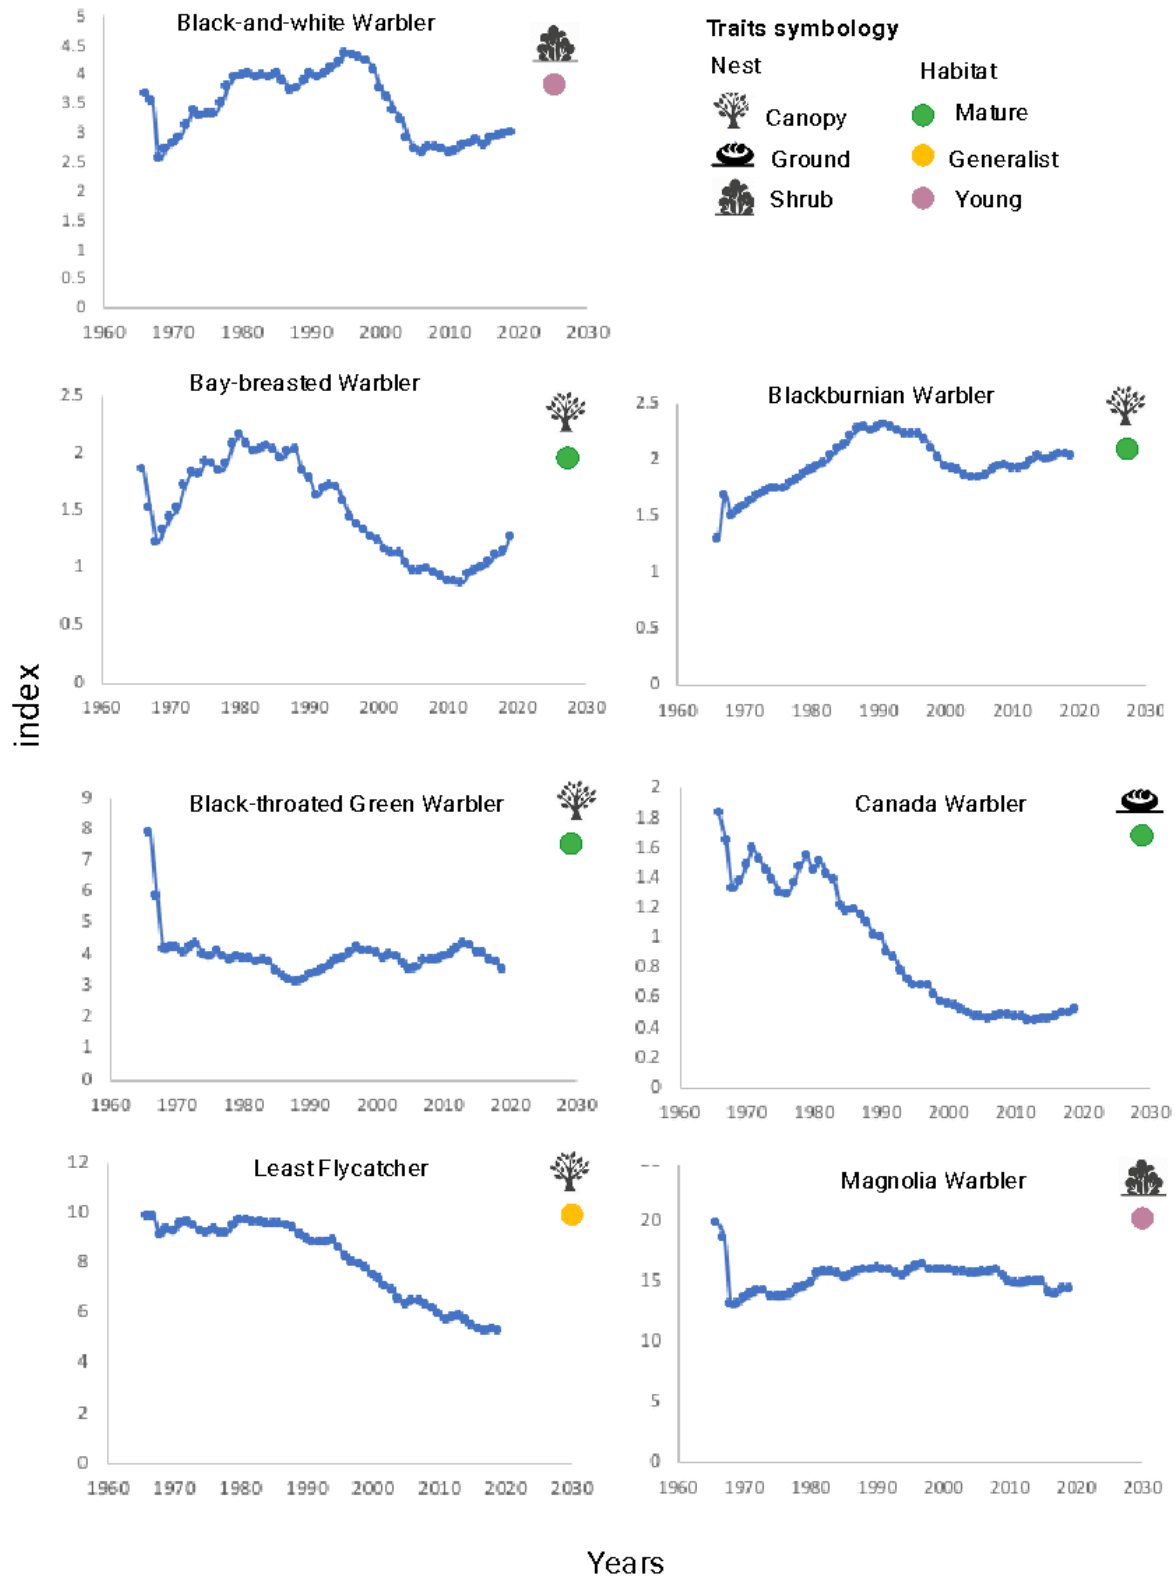 Black-and-white Warbler
5
4.5
4
3.5
3
2.5
2
1.5
1
0.5
0
1960 1970 1980 1990 2000 2010 2020 2030
Traits symbology
Nest Habitat
Canopy Mature
Ground Generalist
Shrub Young
Bay-breasted Warbler
2.5
2
1.5
1
0.5
0
1960 1970 1980 1990 2000 2010 2020 2030
Blackburnian Warbler
2.5
2
1.5
1
0.5
0
1960 1970 1980 1990 2000 2010 2020 2030
index
Black-throated Green Warbler
9
8
7
6
5
4
3
2
1
0
1960 1970 1980 1990 2000 2010 2020 2030
Canada Warbler
2
1.8
1.6
1.4
1.2
1
0.8
0.6
0.4
0.2
0
1960 1970 1980 1990 2000 2010 2020 2030
Least Flycatcher
12
10
8
6
4
2
0
1960 1970 1980 1990 2000 2010 2020 2030
Magnolia Warbler
20
15
10
5
0
1960 1970 1980 1990 2000 2010 2020 2030
Years